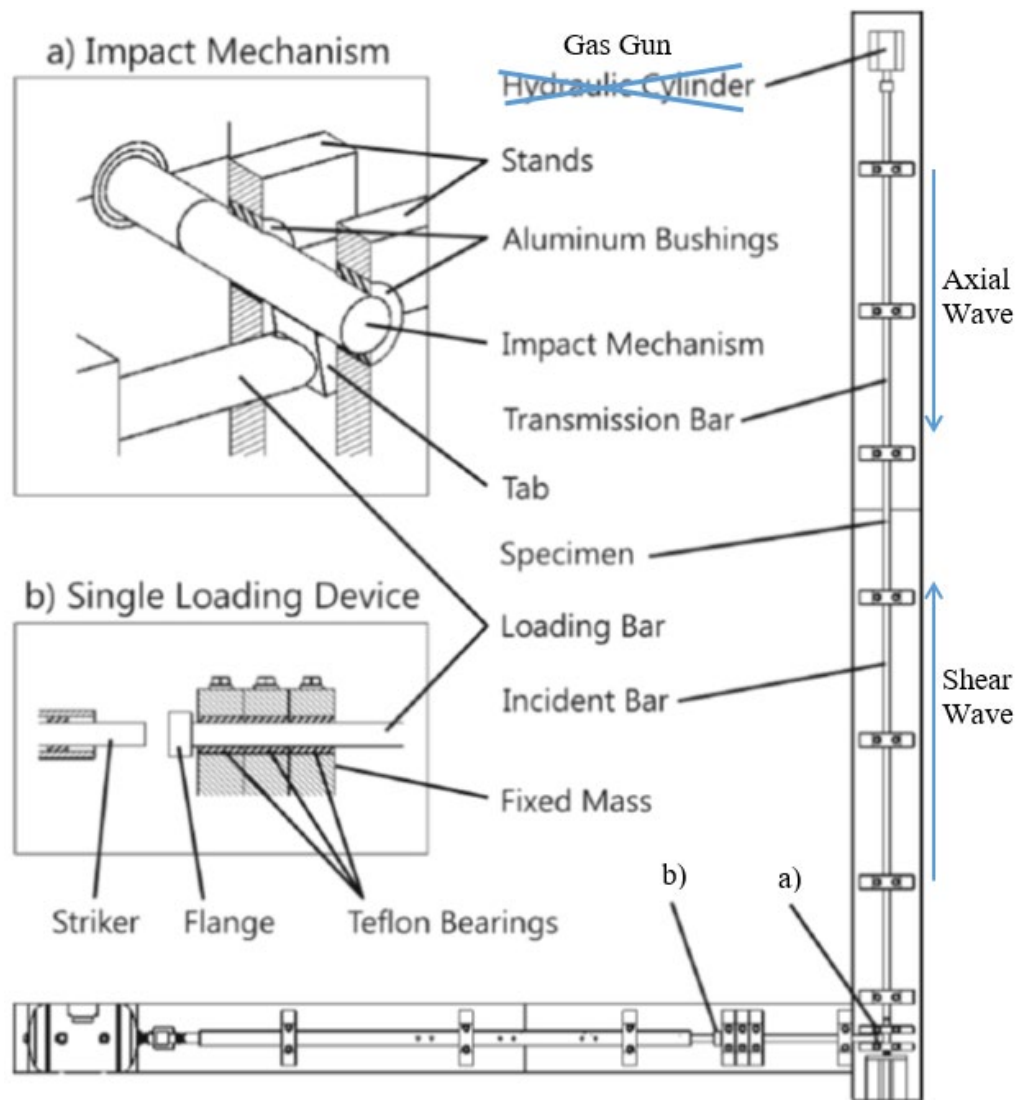 a) Impact Mechanism
Gas Gun
Hydraulic Cylinder
Stands
Aluminum Bushings
Impact Mechanism
Transmission Bar
Tab
Specimen
Axial
Wave
b) Single Loading Device
Loading Bar
Incident Bar
Fixed Mass
Shear
Wave
Striker
Flange
Teflon Bearings
b)
a)